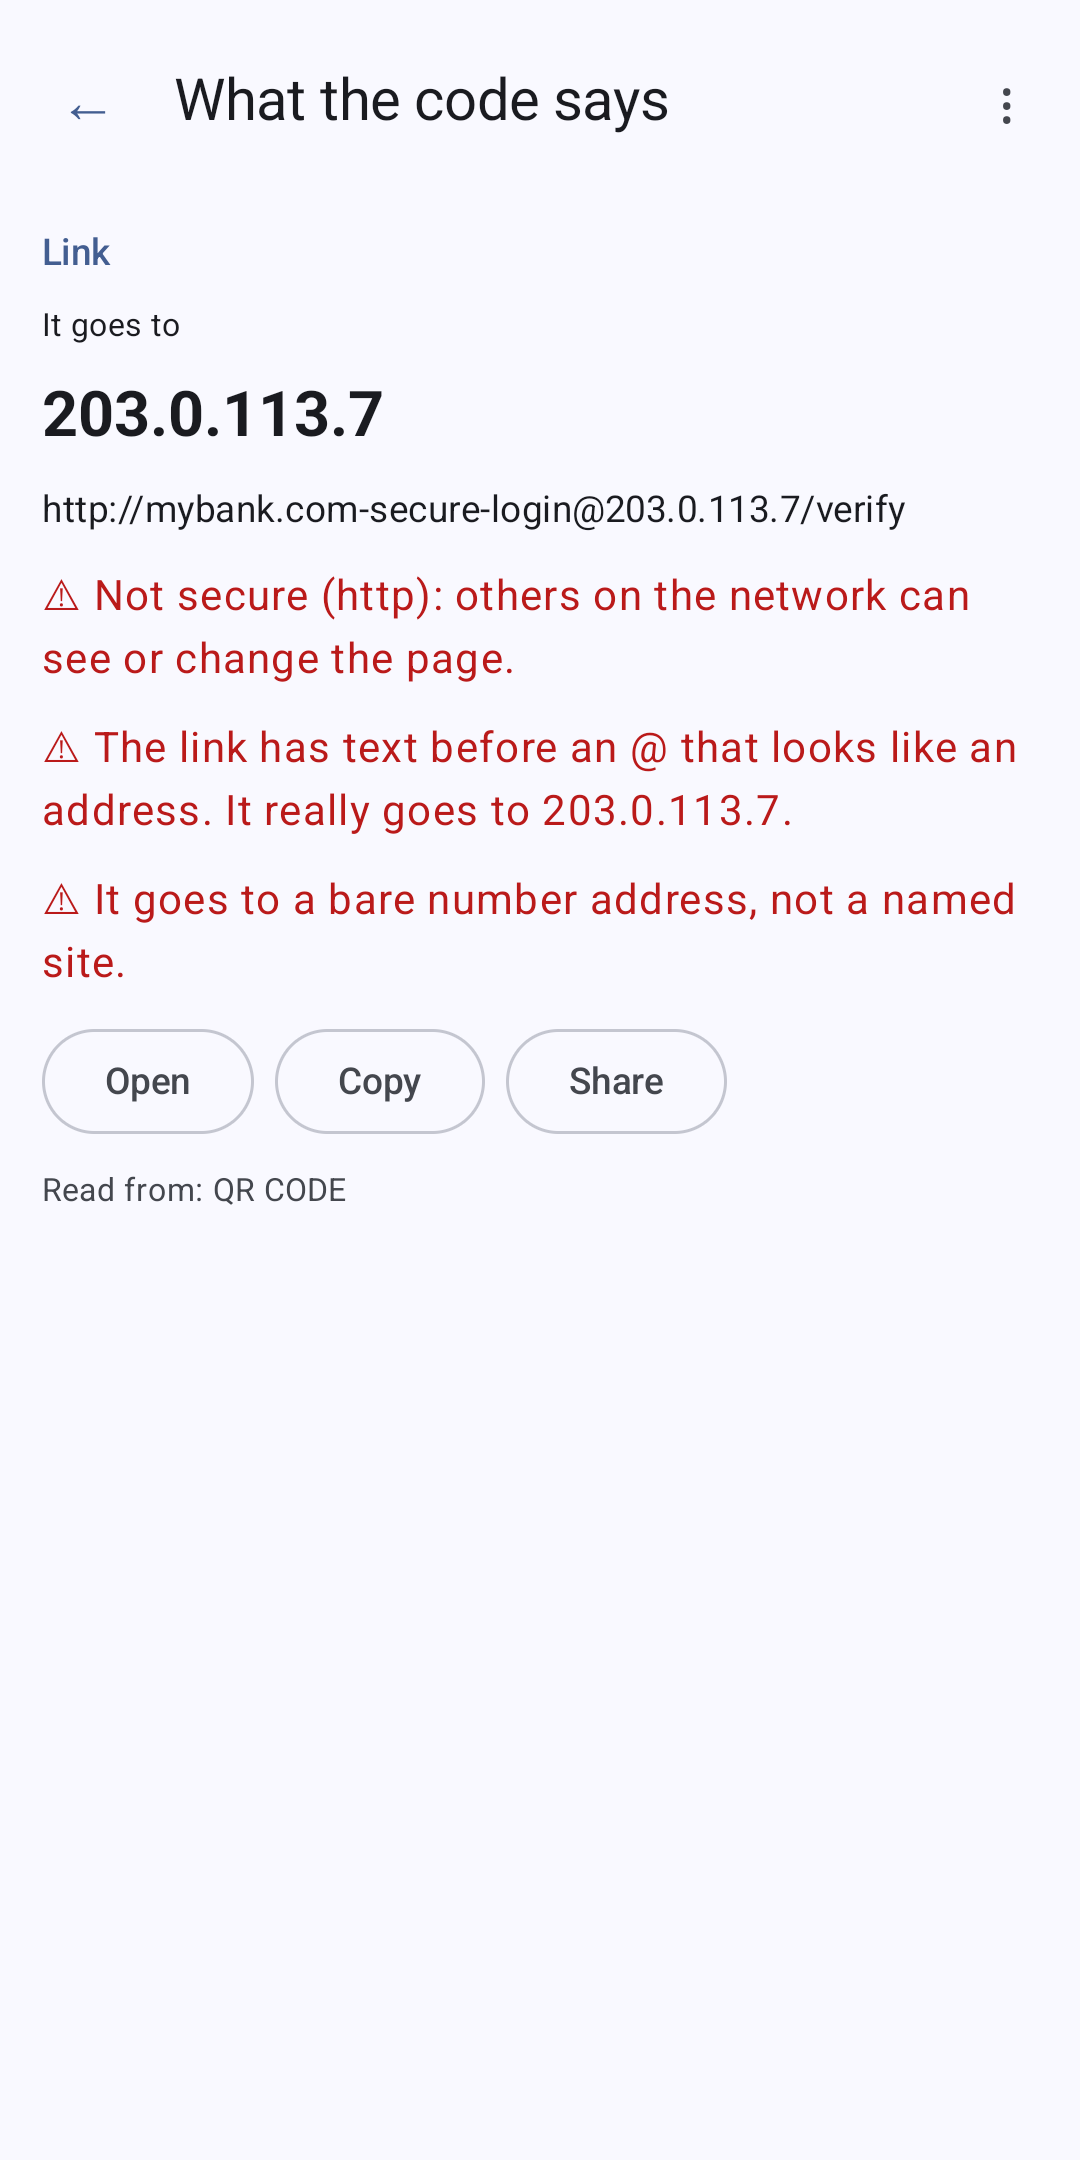 ← What the code says
Link
It goes to
203.0.113.7
http://mybank.com-secure-login@203.0.113.7/verify
⚠ Not secure (http): others on the network can
see or change the page.
⚠ The link has text before an @ that looks like an
address. It really goes to 203.0.113.7.
⚠ It goes to a bare number address, not a named
site.
Open Copy Share
Read from: QR CODE